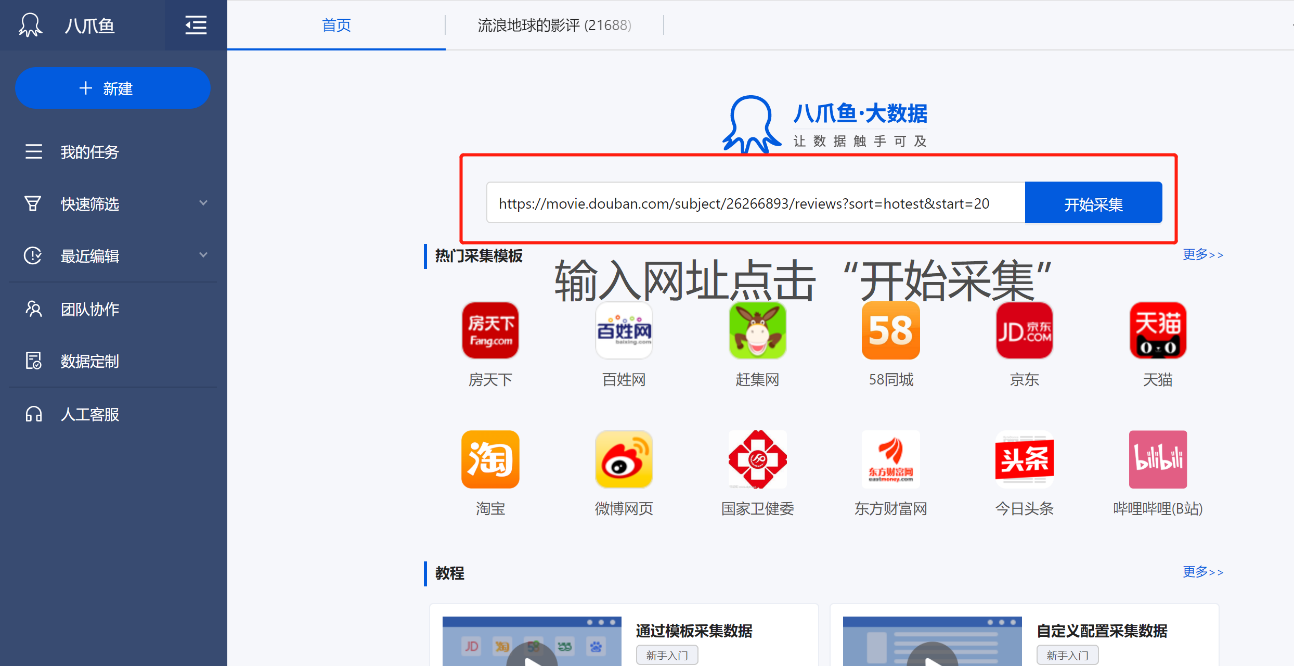 八爪鱼
首页
流浪地球的影评 (21688)
新建
八爪鱼·大数据
让数据触手可及
我的任务
快速筛选
https://movie.douban.com/subject/26266893/reviews?sort=hotest&start=20
开始采集
最近编辑
热门采集模板
更多>>
输入网址点击“开始采集”
团队协作
数据定制
人工客服
房天下
Fang.com
百姓网
baixing.com
58
JD 京东
.COM
天猫
房天下
百姓网
赶集网
58同城
京东
天猫
淘
东方财富网
eastmoney.com
头条
bilibili
淘宝
微博网页
国家卫健委
东方财富网
今日头条
哔哩哔哩(B站)
教程
更多>>
JD
通过模板采集数据
新手入门
自定义配置采集数据
新手入门